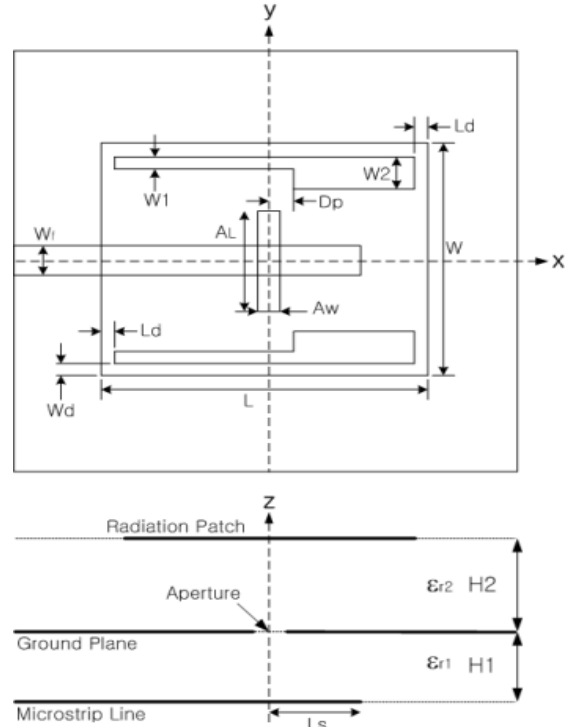 y
Ld
W1
W2
Dp
Wf
AL
W
x
Ld
Aw
Wd
L
z
Radiation Patch
Aperture
εr2 H2
Ground Plane
εr1 H1
Microstrip Line
Ls